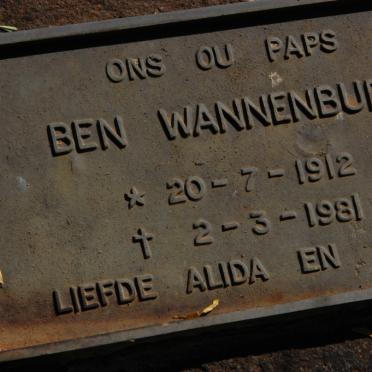 ONS OU PAPS
BEN WANNENBU
* 20-7-1912
† 2-3-1981
LIEFDE ALIDA EN